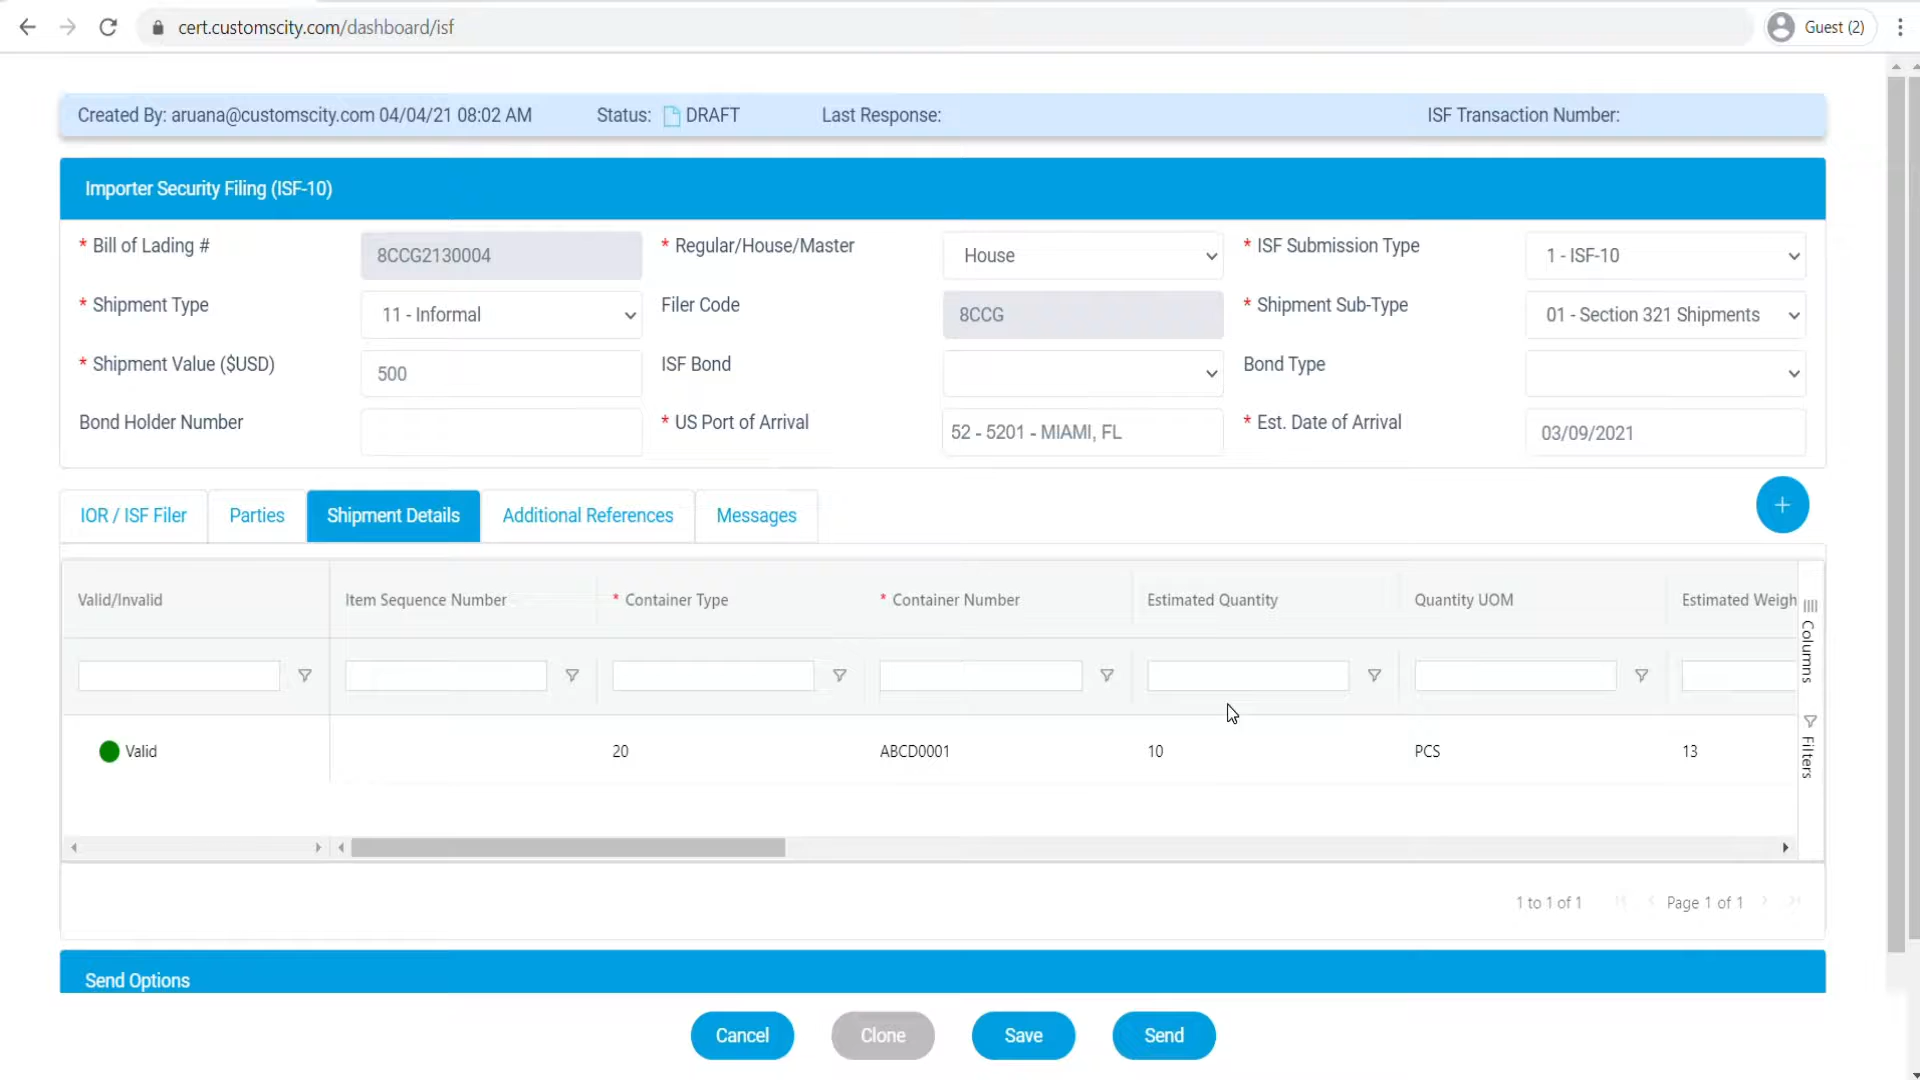 cert.customscity.com/dashboard/isf
Guest (2)
Created By: aruana@customscity.com 04/04/21 08:02 AM Status: DRAFT Last Response: ISF Transaction Number:
Importer Security Filing (ISF-10)
* Bill of Lading # 8CCG2130004 * Regular/House/Master House * ISF Submission Type 1 - ISF-10
* Shipment Type 11 - Informal Filer Code 8CCG * Shipment Sub-Type 01 - Section 321 Shipments
* Shipment Value ($USD) 500 ISF Bond Bond Type
Bond Holder Number * US Port of Arrival 52 - 5201 - MIAMI, FL * Est. Date of Arrival 03/09/2021
IOR / ISF Filer Parties Shipment Details Additional References Messages +
Valid/Invalid Item Sequence Number * Container Type * Container Number Estimated Quantity Quantity UOM Estimated Weigh
Columns
Filters
Valid 20 ABCD0001 10 PCS 13
1 to 1 of 1 Page 1 of 1
Send Options
Cancel Clone Save Send